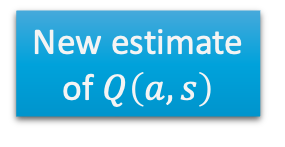 New estimate
of Q(a, s)